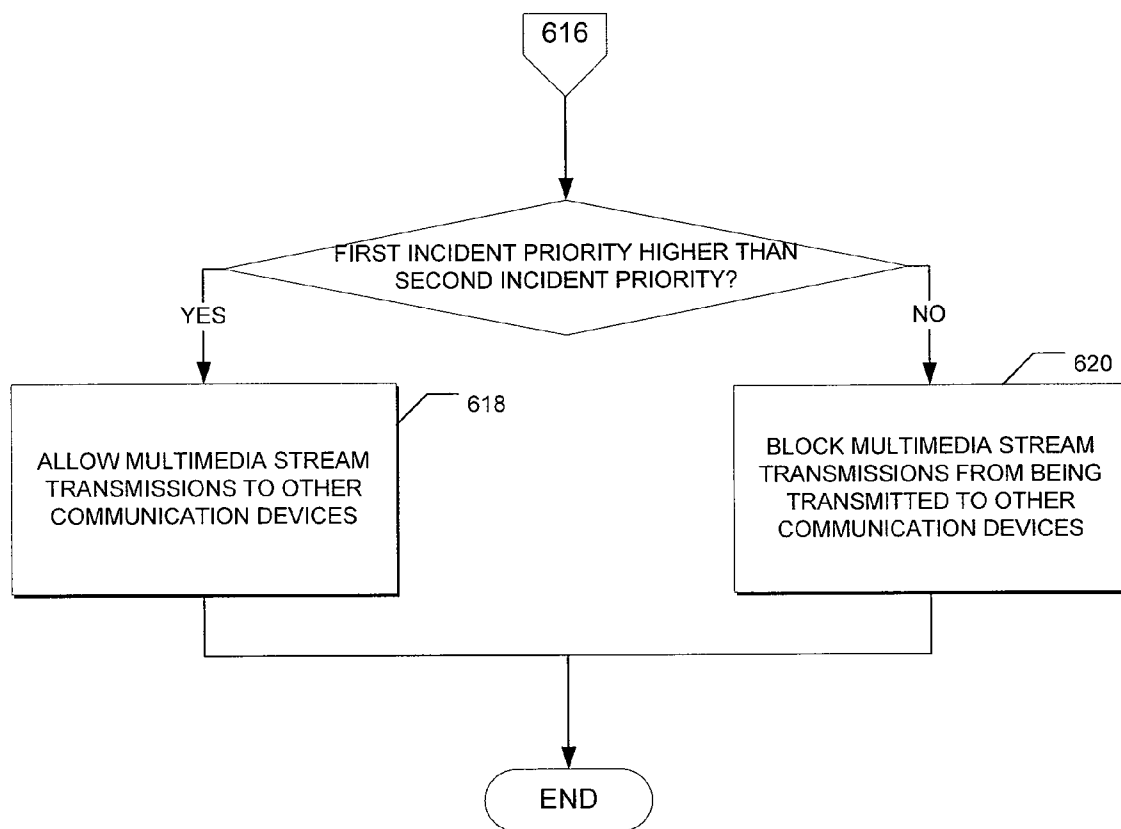 616
FIRST INCIDENT PRIORITY HIGHER THAN
SECOND INCIDENT PRIORITY?
YES
NO
618
620
ALLOW MULTIMEDIA STREAM
TRANSMISSIONS TO OTHER
COMMUNICATION DEVICES
BLOCK MULTIMEDIA STREAM
TRANSMISSIONS FROM BEING
TRANSMITTED TO OTHER
COMMUNICATION DEVICES
END